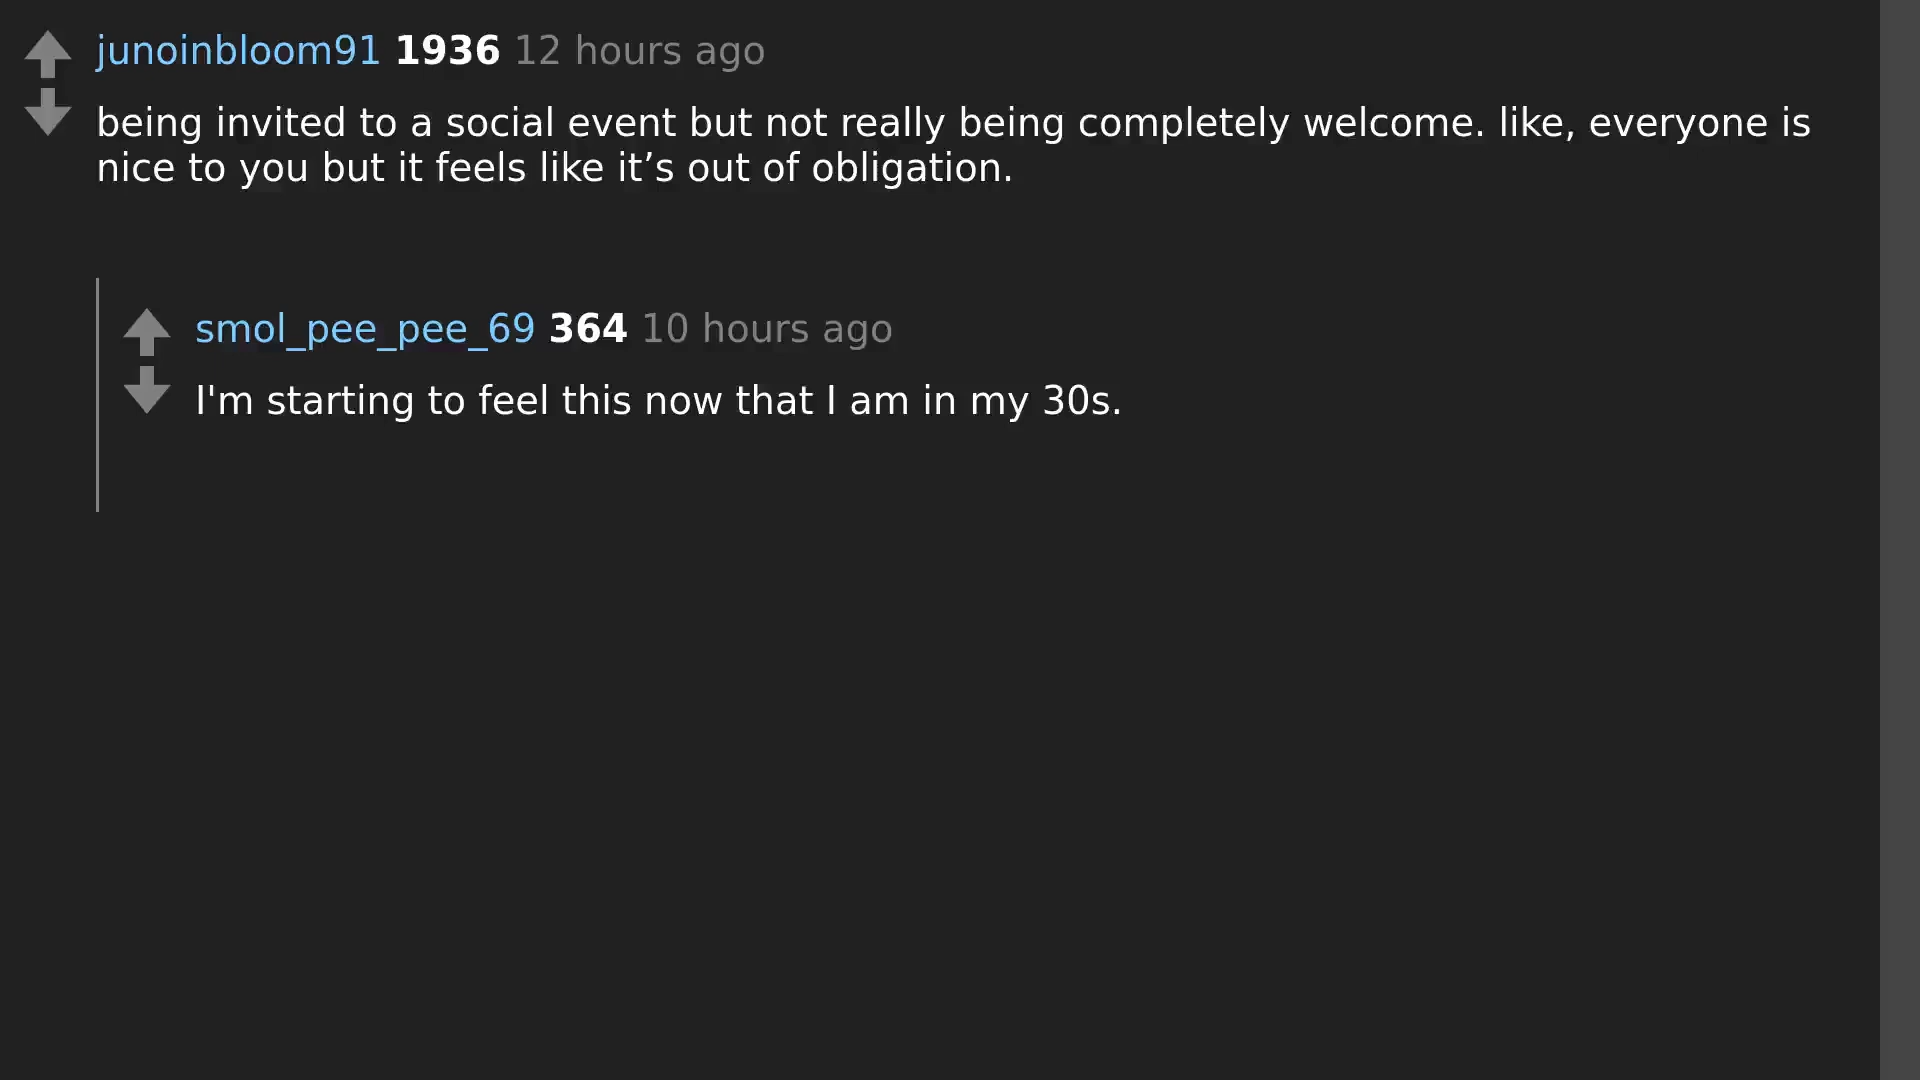 junoinbloom91 1936 12 hours ago
being invited to a social event but not really being completely welcome. like, everyone is
nice to you but it feels like it’s out of obligation.
smol_pee_pee_69 364 10 hours ago
I'm starting to feel this now that I am in my 30s.